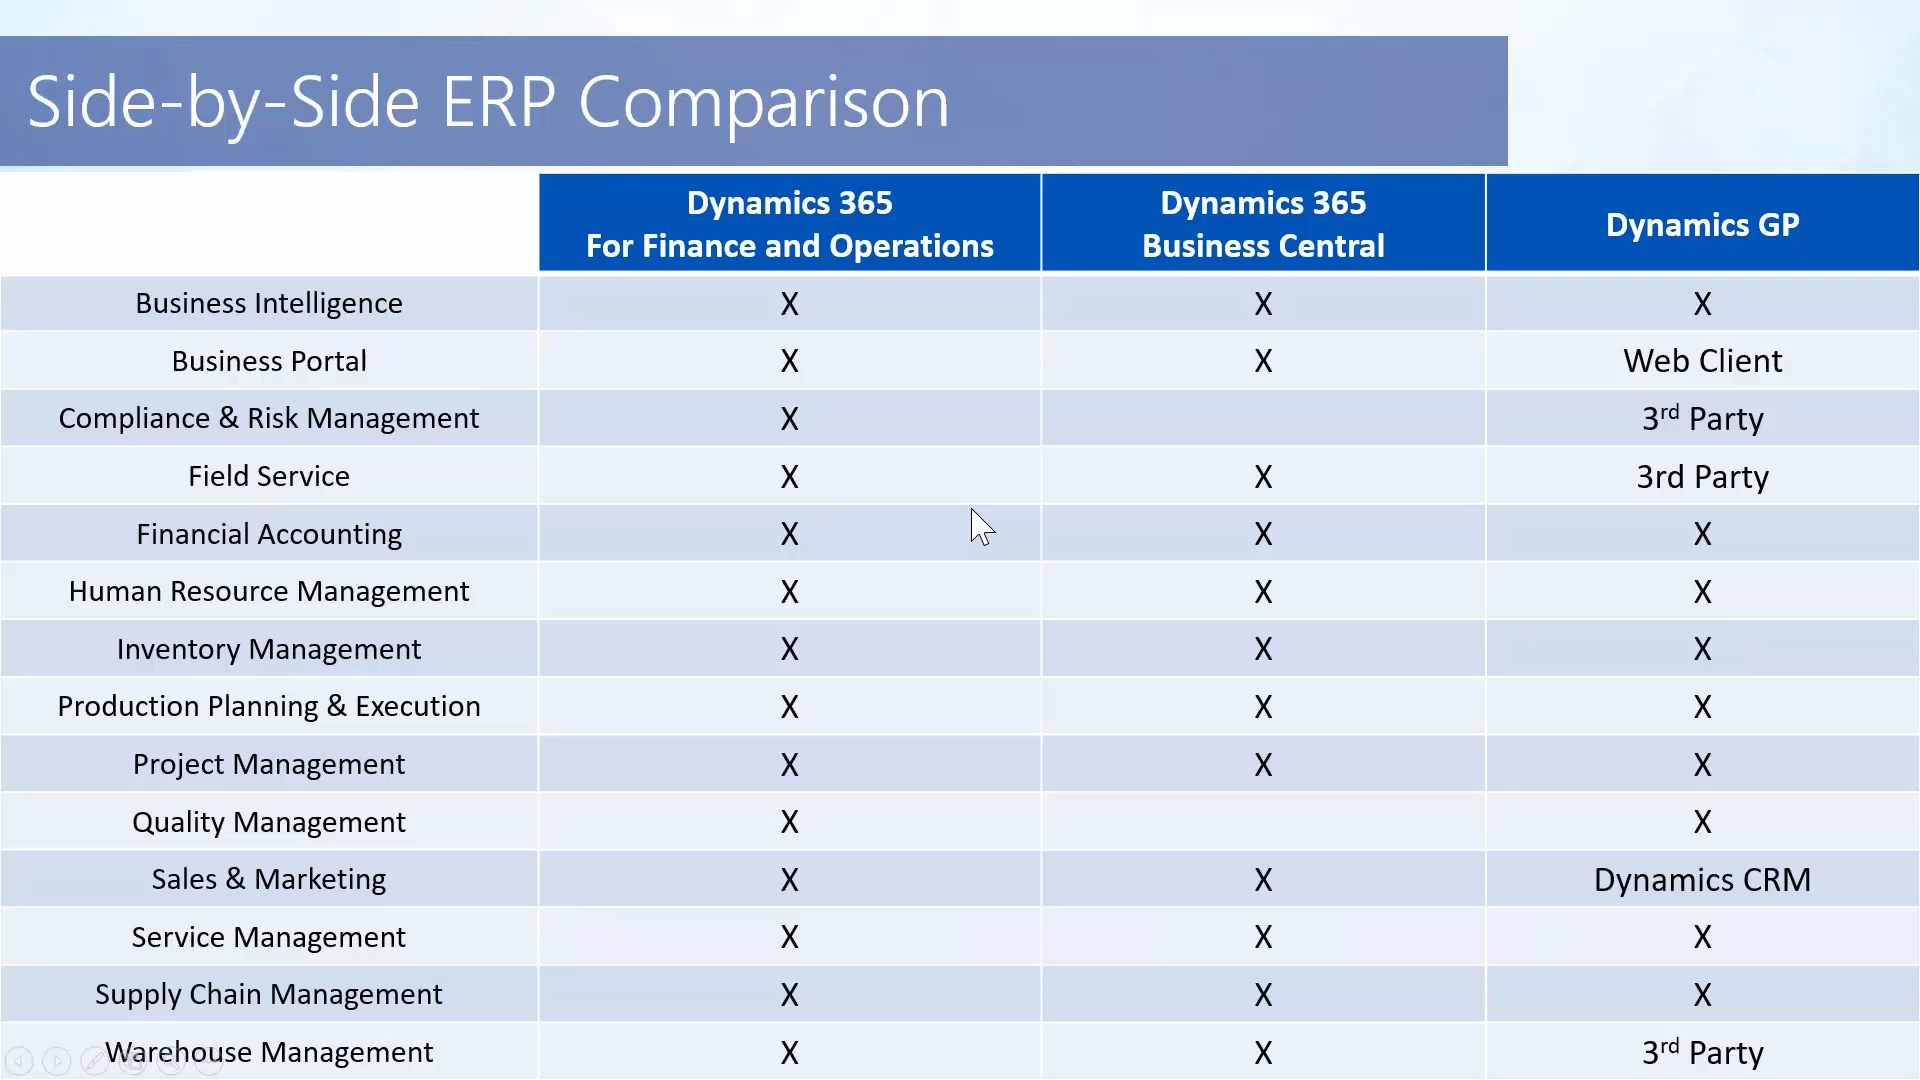 Side-by-Side ERP Comparison
Dynamics 365 For Finance and Operations Dynamics 365 Business Central Dynamics GP
Business Intelligence X X X
Business Portal X X Web Client
Compliance & Risk Management X 3rd Party
Field Service X X 3rd Party
Financial Accounting X X X
Human Resource Management X X X
Inventory Management X X X
Production Planning & Execution X X X
Project Management X X X
Quality Management X X
Sales & Marketing X X Dynamics CRM
Service Management X X X
Supply Chain Management X X X
Warehouse Management X X 3rd Party